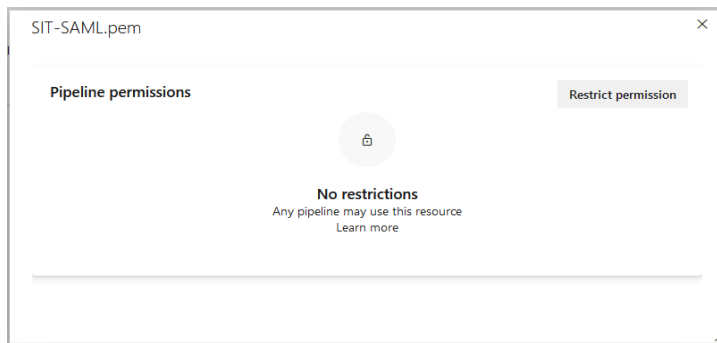 SIT-SAML.pem
Pipeline permissions
Restrict permission
No restrictions
Any pipeline may use this resource
Learn more